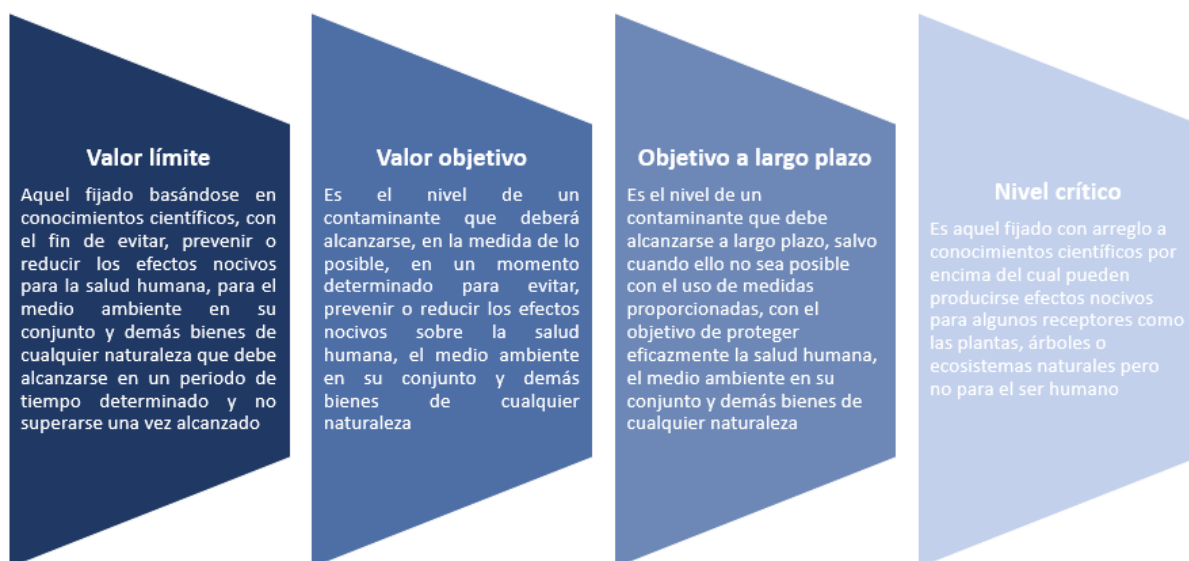 Valor límite
Aquel fijado basándose en
conocimientos científicos, con
el fin de evitar, prevenir o
reducir los efectos nocivos
para la salud humana, para el
medio ambiente en su
conjunto y demás bienes de
cualquier naturaleza que debe
alcanzarse en un periodo de
tiempo determinado y no
superarse una vez alcanzado
Valor objetivo
Es el nivel de un
contaminante que deberá
alcanzarse, en la medida de lo
posible, en un momento
determinado para evitar,
prevenir o reducir los efectos
nocivos sobre la salud
humana, el medio ambiente
en su conjunto y demás
bienes de cualquier
naturaleza
Objetivo a largo plazo
Es el nivel de un
contaminante que debe
alcanzarse a largo plazo, salvo
cuando ello no sea posible
con el uso de medidas
proporcionadas, con el
objetivo de proteger
eficazmente la salud humana,
el medio ambiente en su
conjunto y demás bienes de
cualquier naturaleza
Nivel crítico
Es aquel fijado con arreglo a
conocimientos científicos por
encima del cual pueden
producirse efectos nocivos
para algunos receptores como
las plantas, árboles o
ecosistemas naturales pero
no para el ser humano